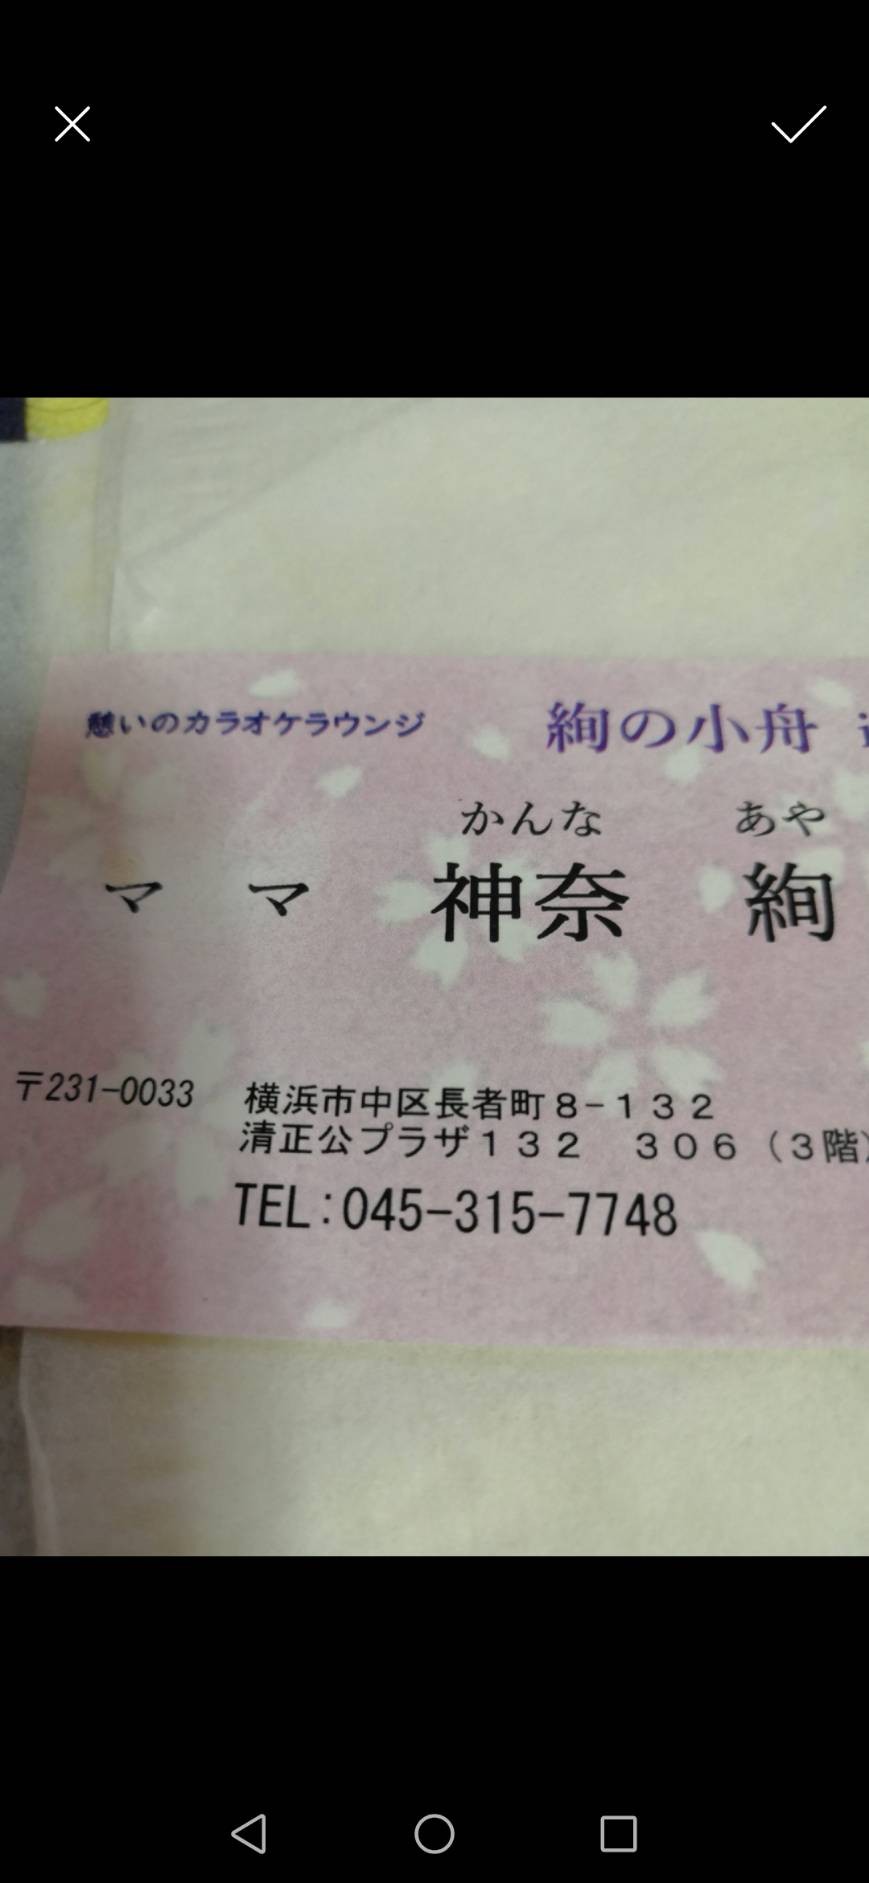 憩いのカラオケラウンジ 絢の小舟
かんな あや
ママ 神奈 絢
〒231-0033 横浜市中区長者町8-132
清正公プラザ132 306(3階)
TEL:045-315-7748